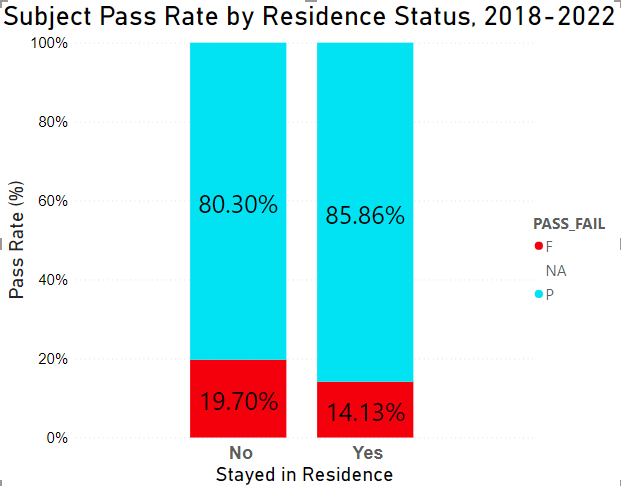 Subject Pass Rate by Residence Status, 2018-2022
100%
80%
60%
40%
20%
0%
Pass Rate (%)
80.30%
85.86%
19.70%
14.13%
No
Yes
Stayed in Residence
PASS_FAIL
F
NA
P